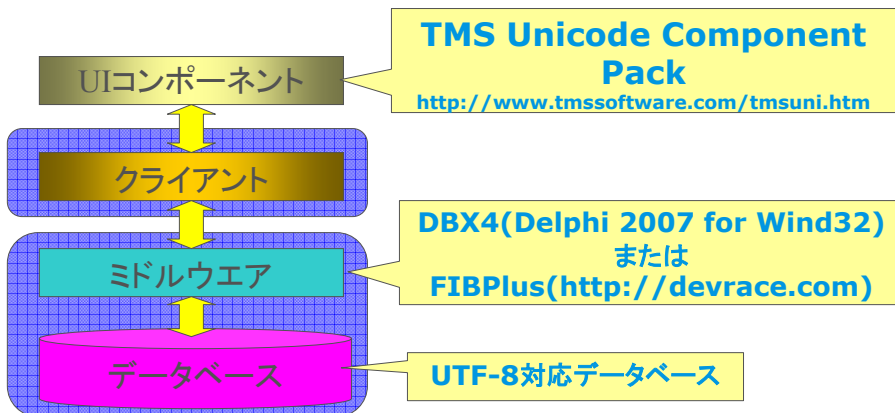 TMS Unicode Component
Pack
http://www.tmssoftware.com/tmsuni.htm
UIコンポーネント
クライアント
DBX4(Delphi 2007 for Wind32)
または
FIBPlus(http://devrace.com)
ミドルウエア
データベース
UTF-8対応データベース